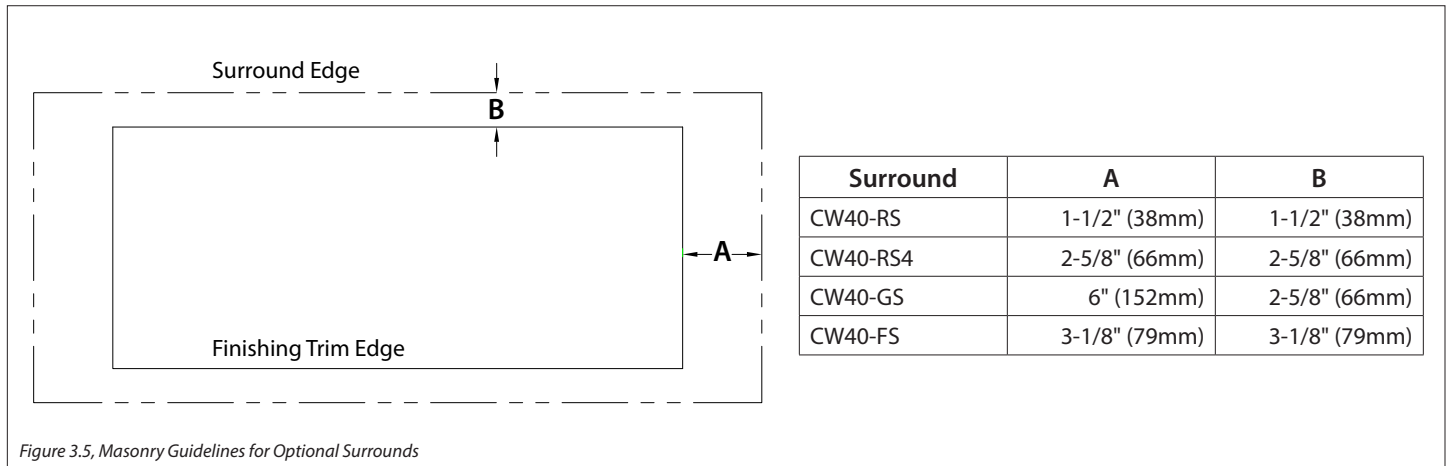 Surround Edge
B
A
Finishing Trim Edge
Surround A B
CW40-RS 1-1/2" (38mm) 1-1/2" (38mm)
CW40-RS4 2-5/8" (66mm) 2-5/8" (66mm)
CW40-GS 6" (152mm) 2-5/8" (66mm)
CW40-FS 3-1/8" (79mm) 3-1/8" (79mm)
Figure 3.5, Masonry Guidelines for Optional Surrounds